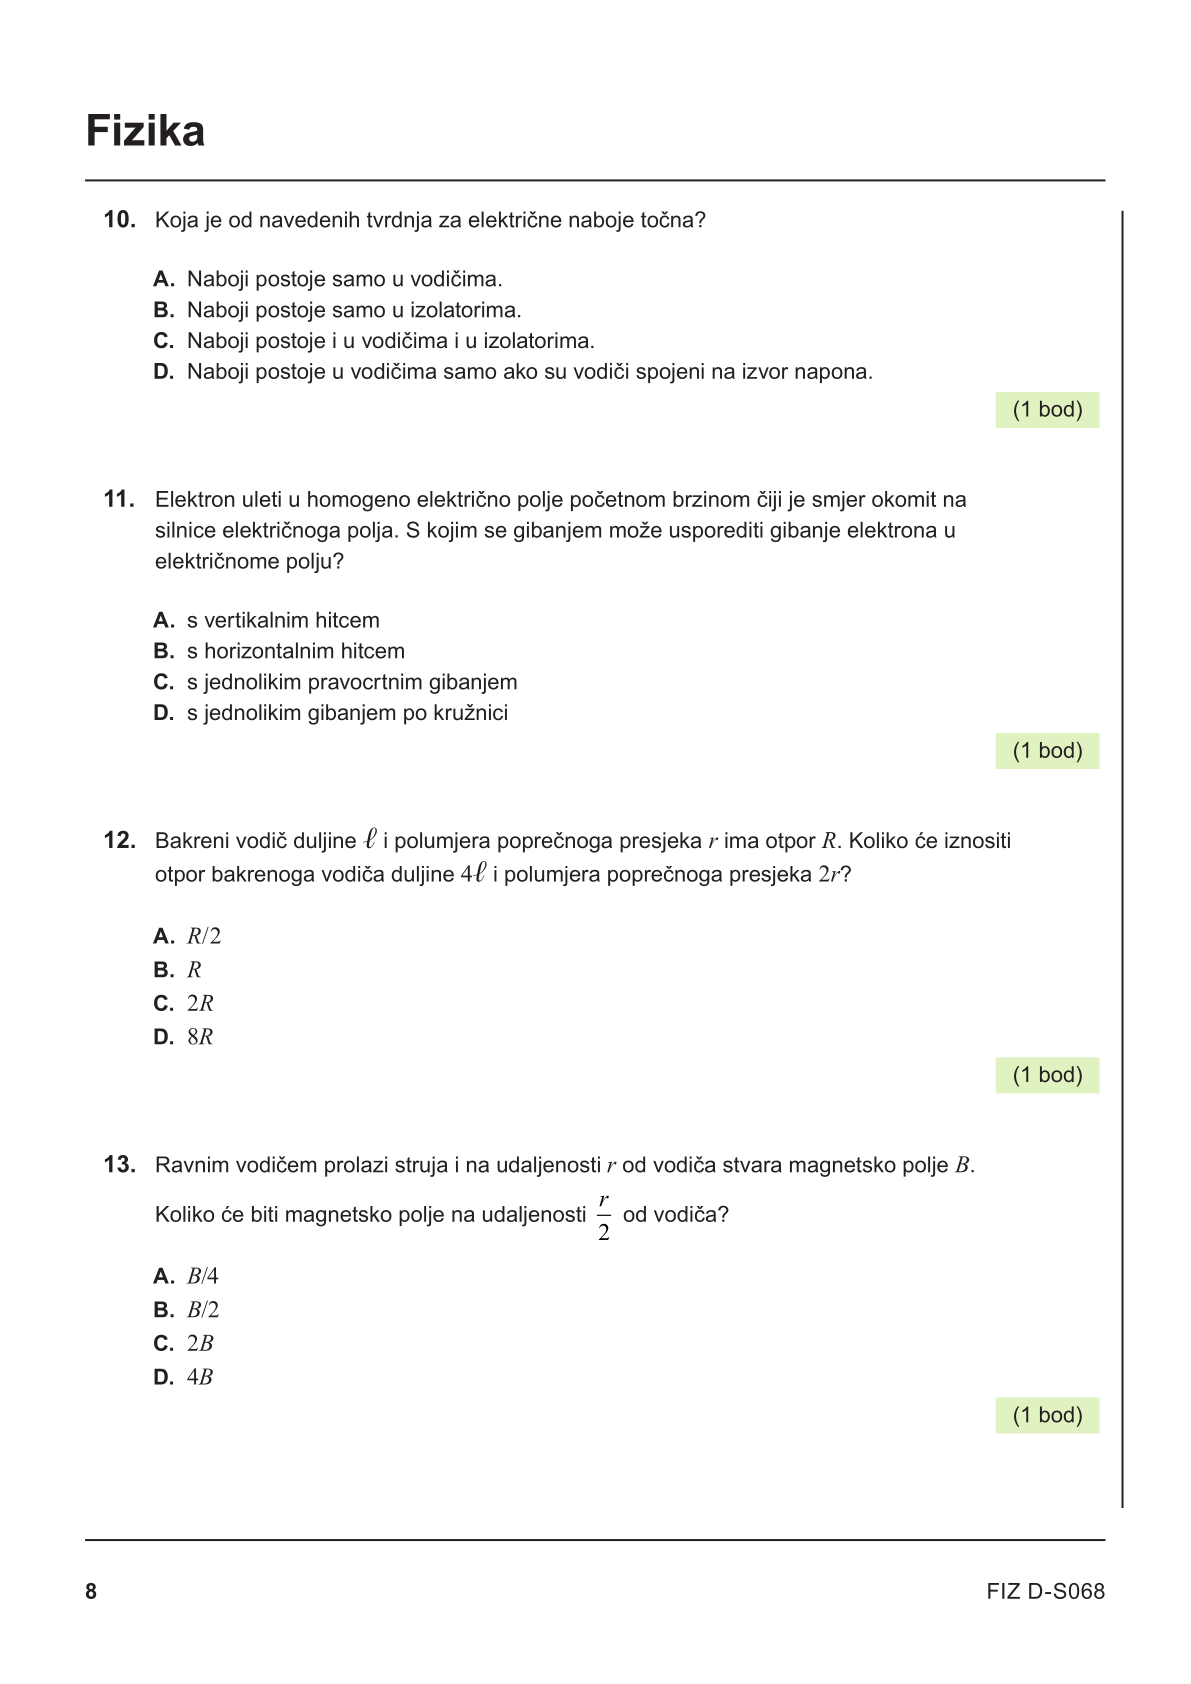 Fizika
10. Koja je od navedenih tvrdnja za električne naboje točna?
A. Naboji postoje samo u vodičima.
B. Naboji postoje samo u izolatorima.
C. Naboji postoje i u vodičima i u izolatorima.
D. Naboji postoje u vodičima samo ako su vodiči spojeni na izvor napona.
(1 bod)
11. Elektron uleti u homogeno električno polje početnom brzinom čiji je smjer okomit na
silnice električnoga polja. S kojim se gibanjem može usporediti gibanje elektrona u
električnome polju?
A. s vertikalnim hitcem
B. s horizontalnim hitcem
C. s jednolikim pravocrtnim gibanjem
D. s jednolikim gibanjem po kružnici
(1 bod)
12. Bakreni vodič duljine ℓ i polumjera poprečnoga presjeka r ima otpor R. Koliko će iznositi
otpor bakrenoga vodiča duljine 4ℓ i polumjera poprečnoga presjeka 2r?
A. R/2
B. R
C. 2R
D. 8R
(1 bod)
13. Ravnim vodičem prolazi struja i na udaljenosti r od vodiča stvara magnetsko polje B.
Koliko će biti magnetsko polje na udaljenosti r/2 od vodiča?
A. B/4
B. B/2
C. 2B
D. 4B
(1 bod)
8 FIZ D-S068